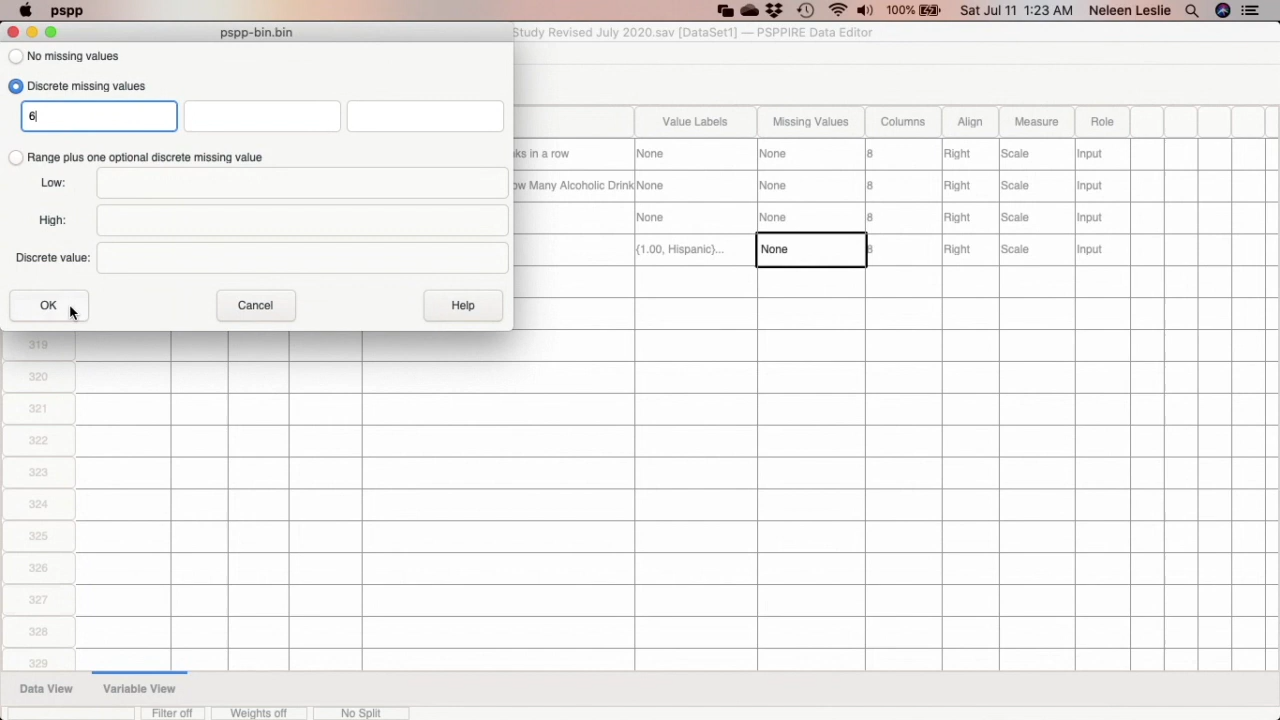 pspp
100%
Sat Jul 11 1:23 AM
Neleen Leslie
pspp-bin.bin
Study Revised July 2020.sav [DataSet1] — PSPPIRE Data Editor
No missing values
Discrete missing values
6
Range plus one optional discrete missing value
Low:
High:
Discrete value:
OK
Cancel
Help
Value Labels
Missing Values
Columns
Align
Measure
Role
ks in a row
None
None
8
Right
Scale
Input
ow Many Alcoholic Drink
None
None
8
Right
Scale
Input
None
None
8
Right
Scale
Input
{1.00, Hispanic}...
None
8
Right
Scale
Input
319
320
321
322
323
324
325
326
327
328
329
Data View
Variable View
Filter off
Weights off
No Split